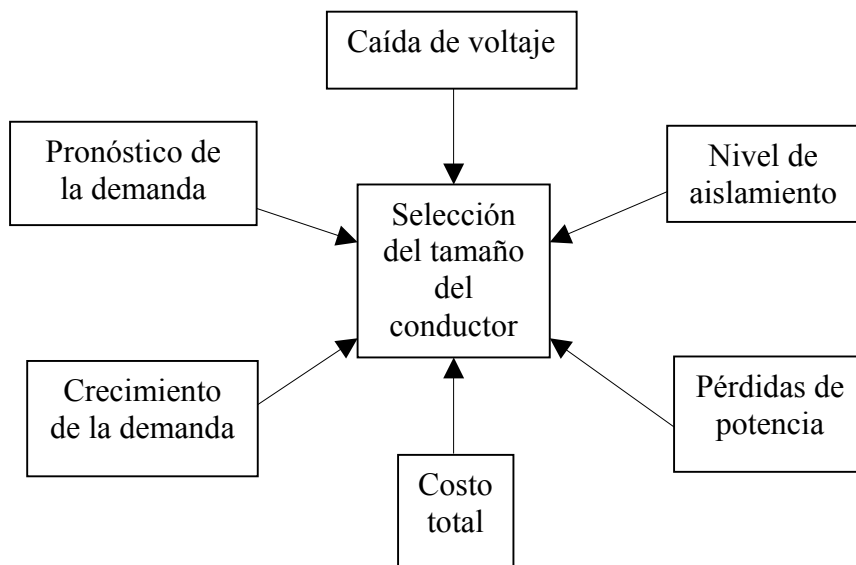 Caída de voltaje
Pronóstico de
la demanda
Nivel de
aislamiento
Selección
del tamaño
del
conductor
Crecimiento
de la demanda
Pérdidas de
potencia
Costo
total